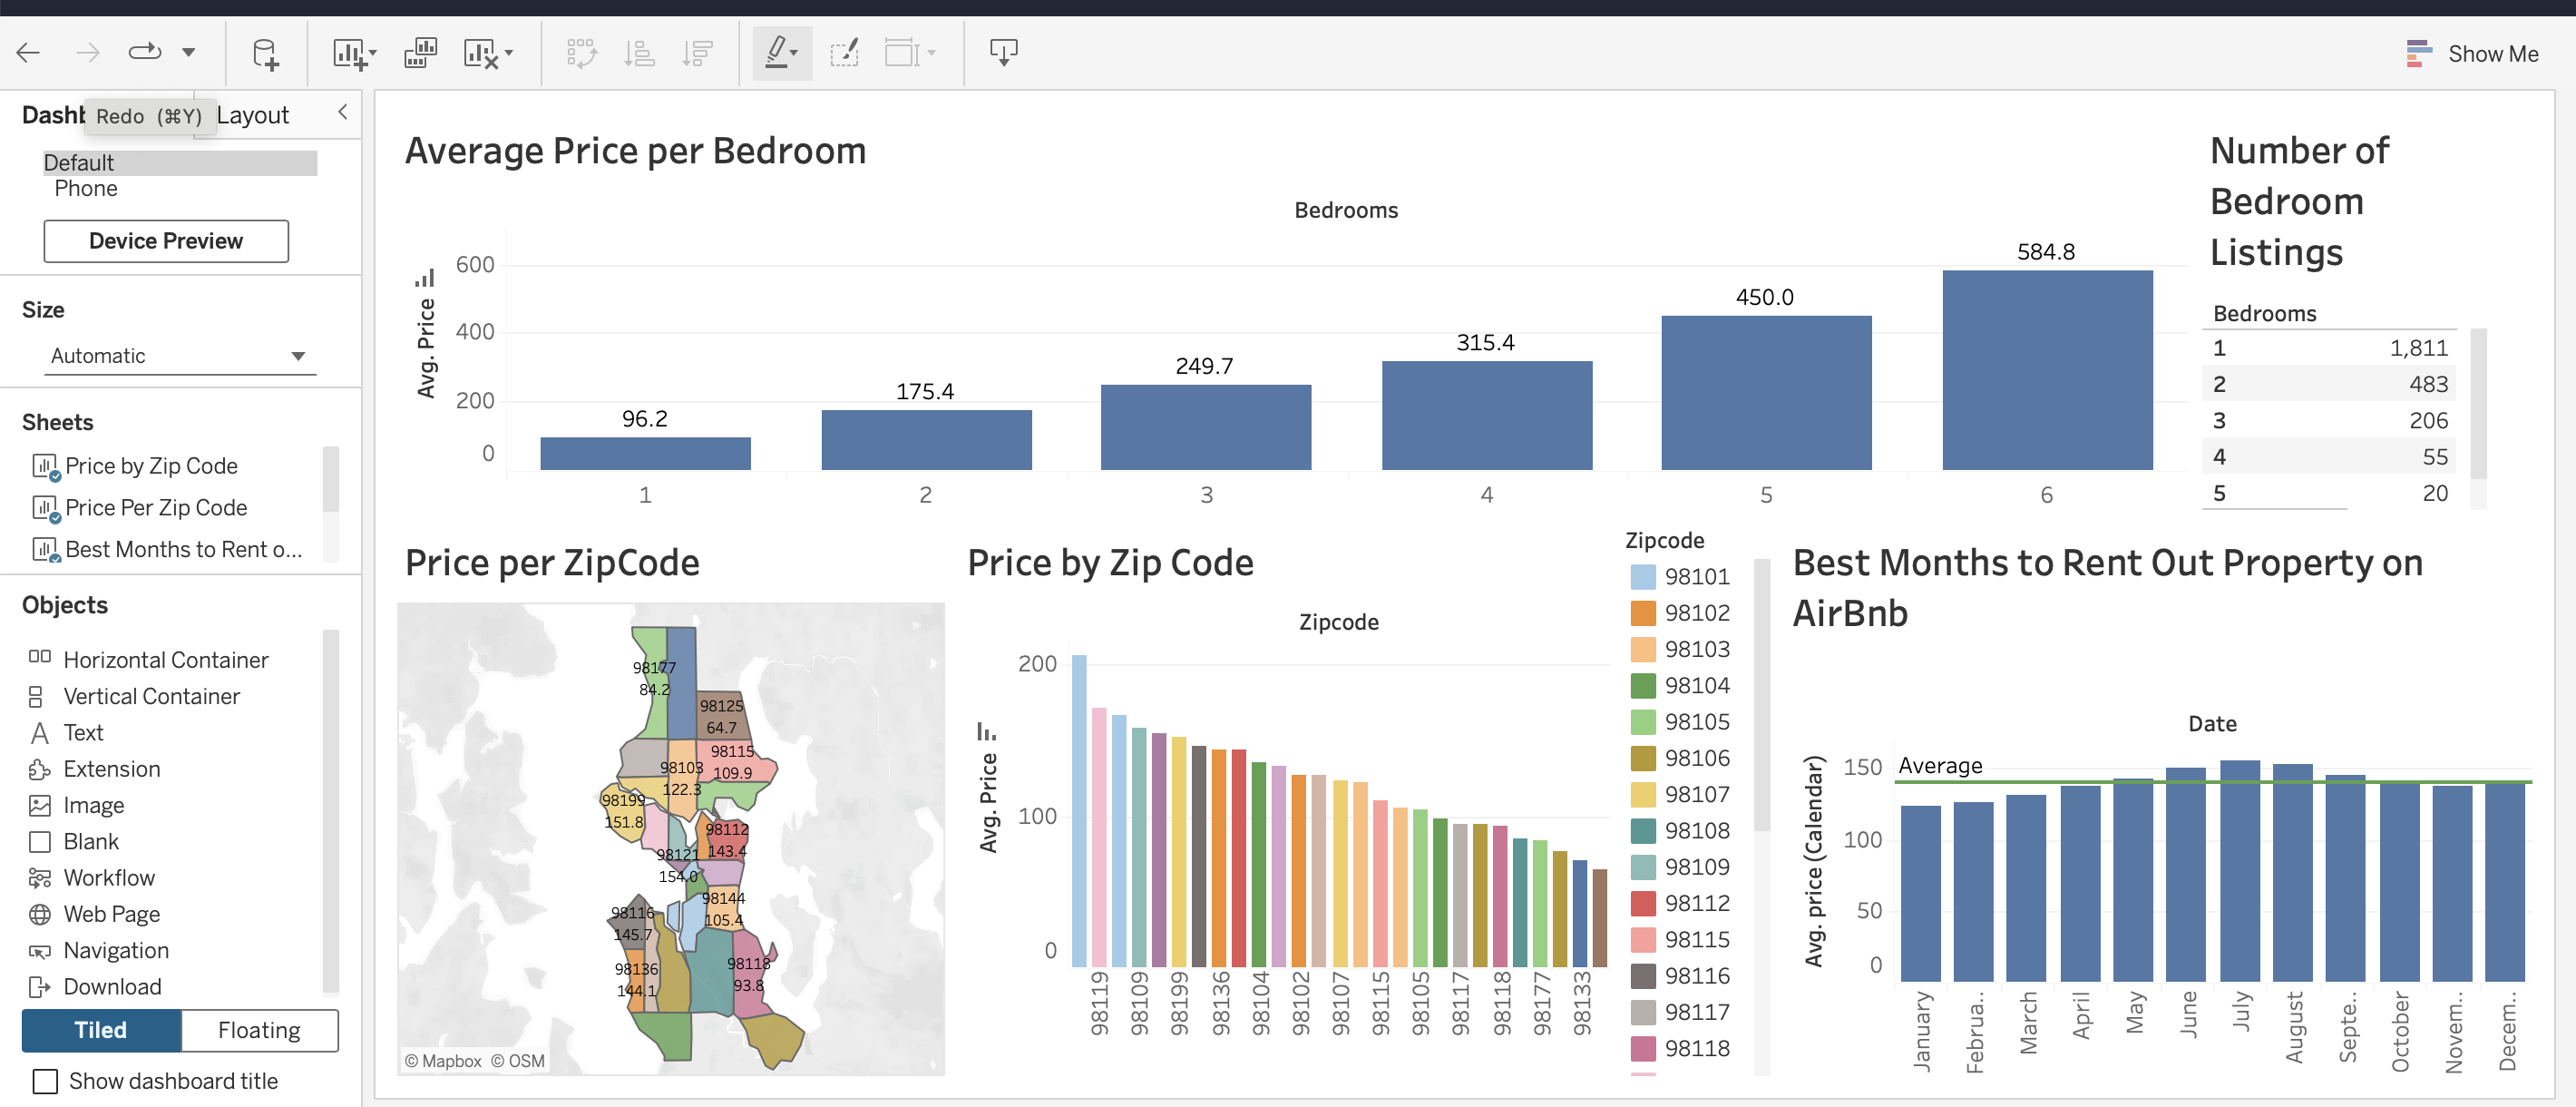 Show Me
Dashb
Redo (⌘Y)
Layout
Default
Phone
Device Preview
Size
Automatic
Sheets
Price by Zip Code
Price Per Zip Code
Best Months to Rent o...
Objects
Horizontal Container
Vertical Container
Text
Extension
Image
Blank
Workflow
Web Page
Navigation
Download
Tiled
Floating
Show dashboard title
Average Price per Bedroom
Bedrooms
Avg. Price
600
400
200
0
96.2
175.4
249.7
315.4
450.0
584.8
1
2
3
4
5
6
Number of
Bedroom
Listings
Bedrooms
1 1,811
2 483
3 206
4 55
5 20
Price per ZipCode
98177
84.2
98125
64.7
98115
109.9
98103
122.3
98199
151.8
98112
143.4
98121
154.0
98144
105.4
98116
145.7
98136
144.1
98118
93.8
© Mapbox © OSM
Price by Zip Code
Zipcode
Avg. Price
200
100
0
98119
98109
98199
98136
98104
98102
98107
98115
98105
98117
98118
98177
98133
Zipcode
98101
98102
98103
98104
98105
98106
98107
98108
98109
98112
98115
98116
98117
98118
Best Months to Rent Out Property on
AirBnb
Date
Avg. price (Calendar)
150
100
50
0
Average
January
Februa..
March
April
May
June
July
August
Septe..
October
Novem..
Decem..